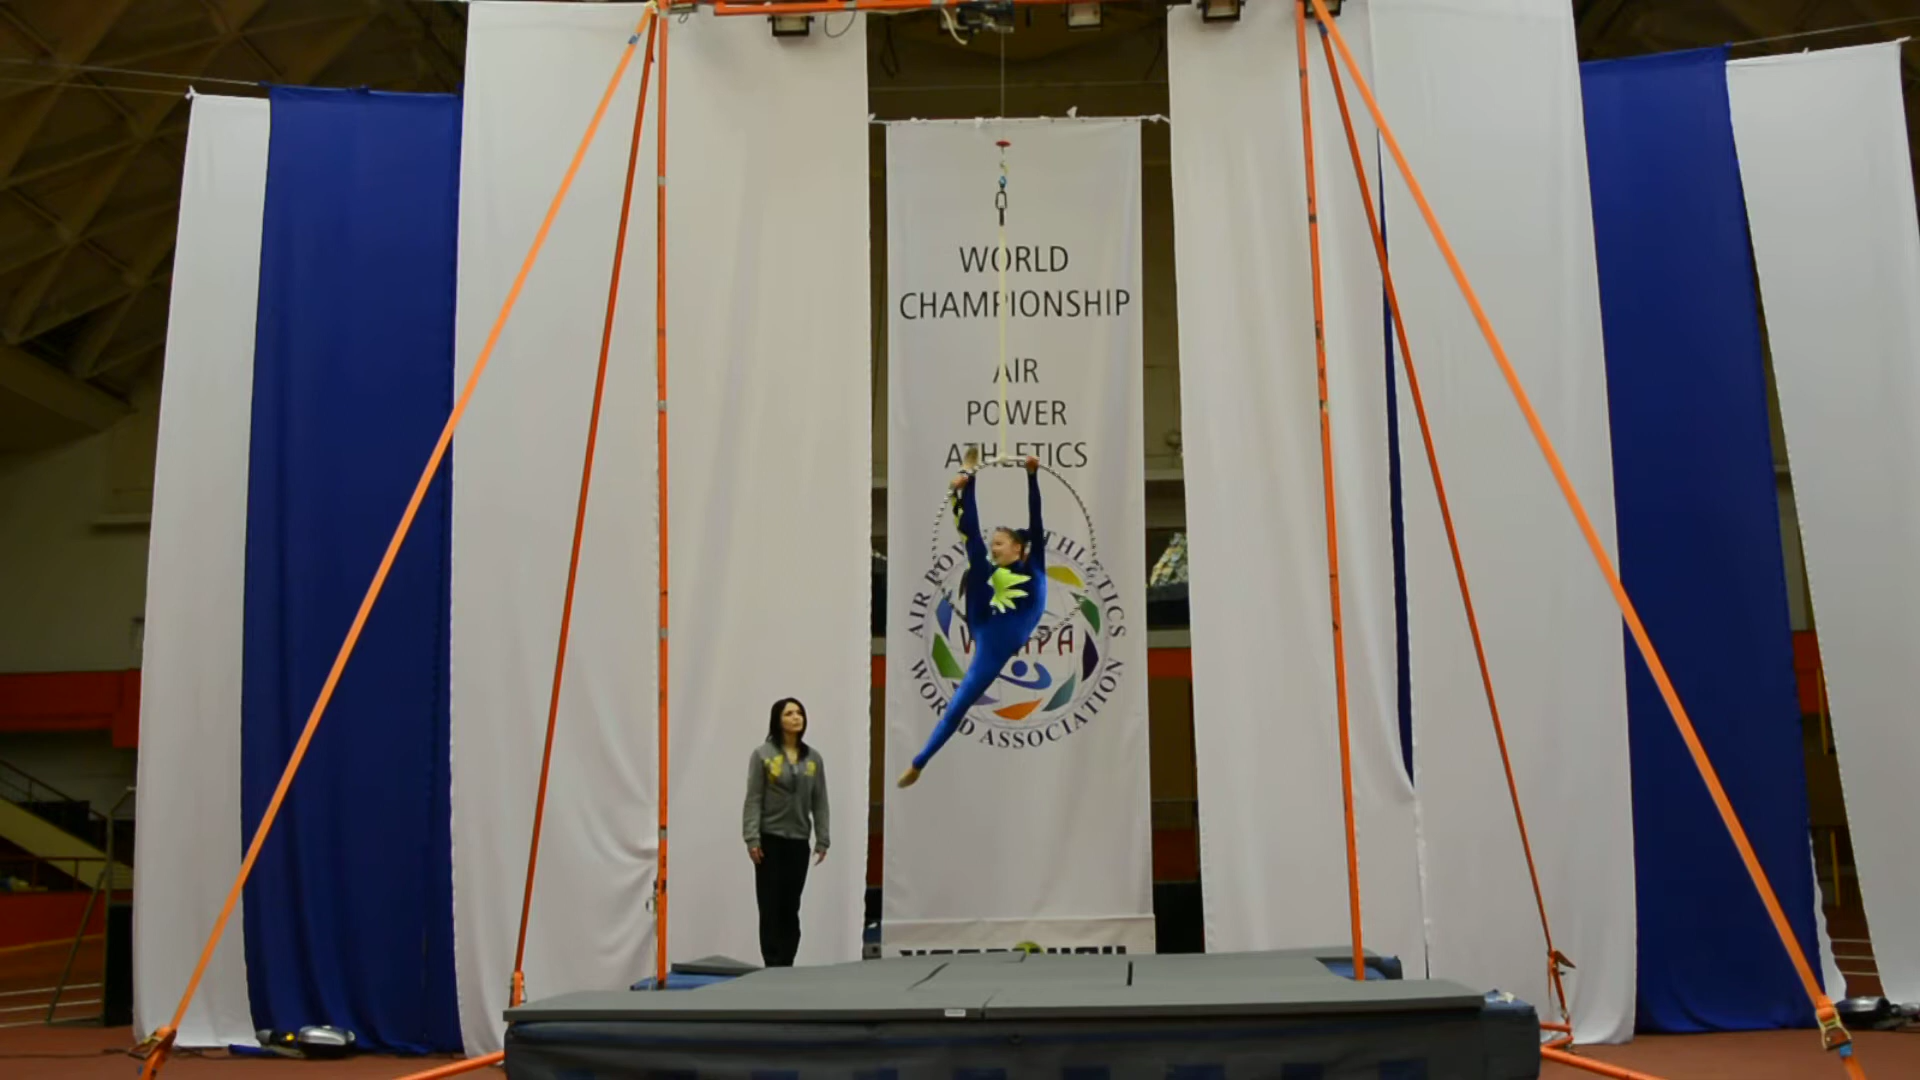 WORLD
CHAMPIONSHIP
AIR
POWER
ATHLETICS
WORLD ASSOCIATION